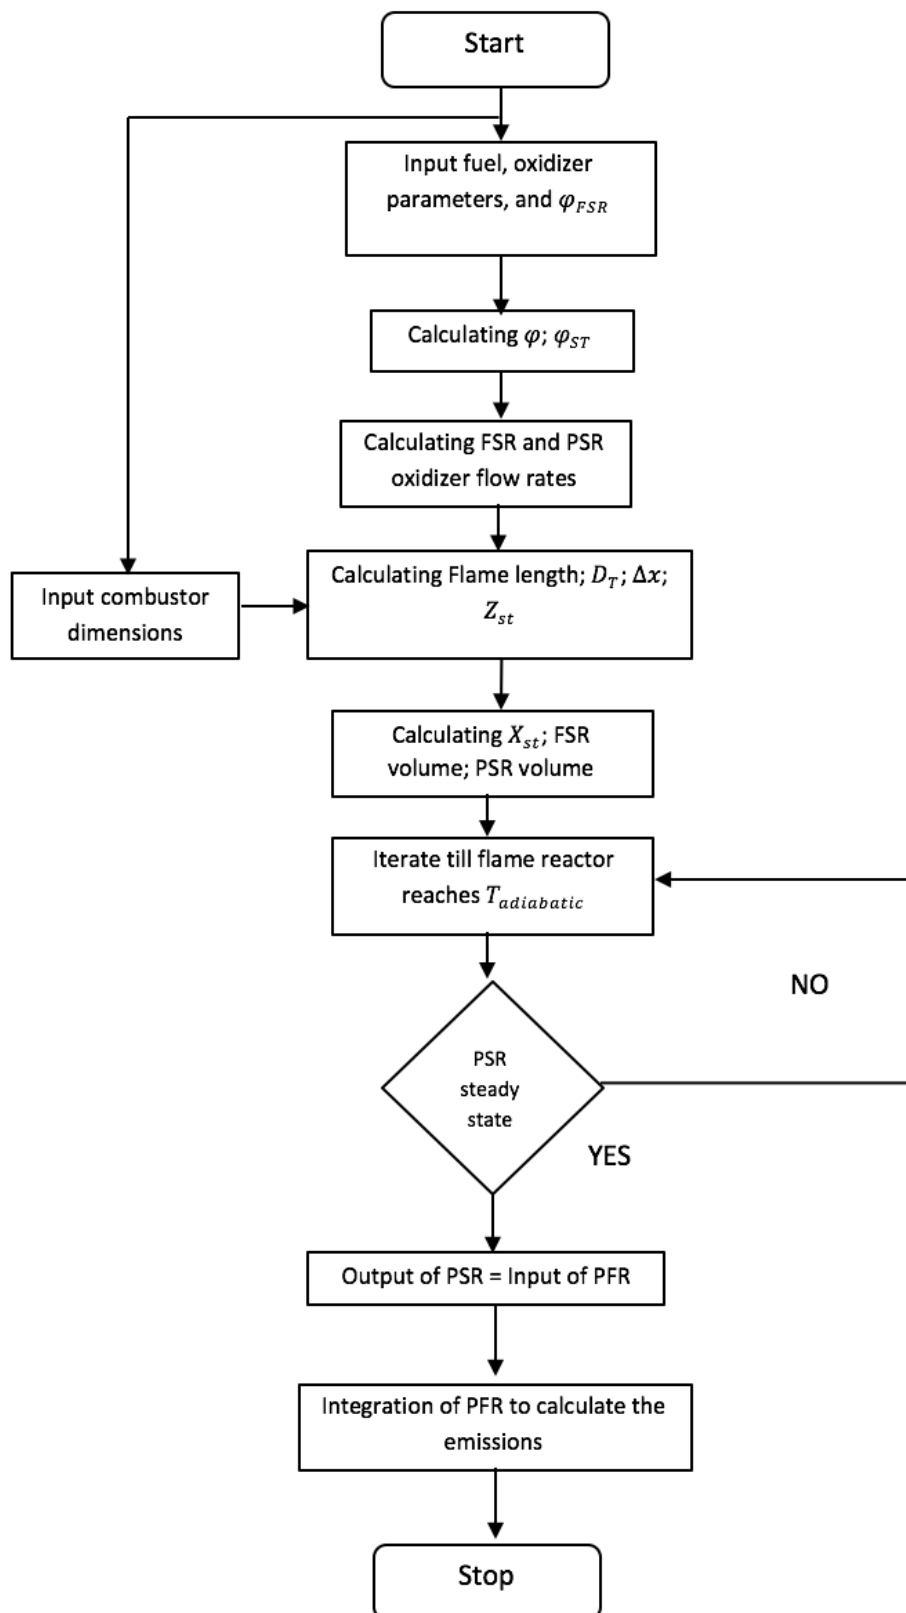 Start
Input fuel, oxidizer
parameters, and φ_FSR
Calculating φ; φ_ST
Calculating FSR and PSR
oxidizer flow rates
Input combustor
dimensions
Calculating Flame length; D_T; Δx;
Z_st
Calculating X_st; FSR
volume; PSR volume
Iterate till flame reactor
reaches T_adiabatic
NO
PSR
steady
state
YES
Output of PSR = Input of PFR
Integration of PFR to calculate the
emissions
Stop